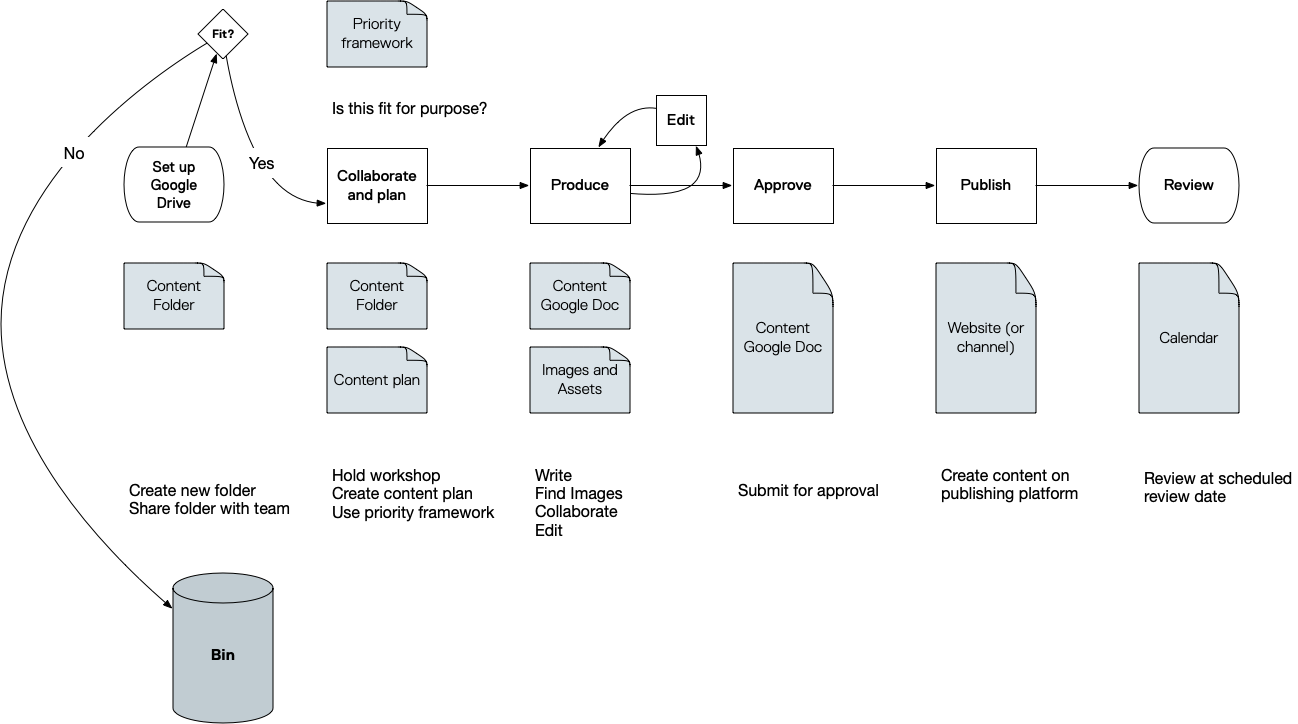 Fit?
Priority
framework
Is this fit for purpose?
Edit
No
Yes
Set up
Google
Drive
Collaborate
and plan
Produce
Approve
Publish
Review
Content
Folder
Content
Folder
Content
Google Doc
Content
Google Doc
Website (or
channel)
Calendar
Content plan
Images and
Assets
Create new folder
Share folder with team
Hold workshop
Create content plan
Use priority framework
Write
Find Images
Collaborate
Edit
Submit for approval
Create content on
publishing platform
Review at scheduled
review date
Bin